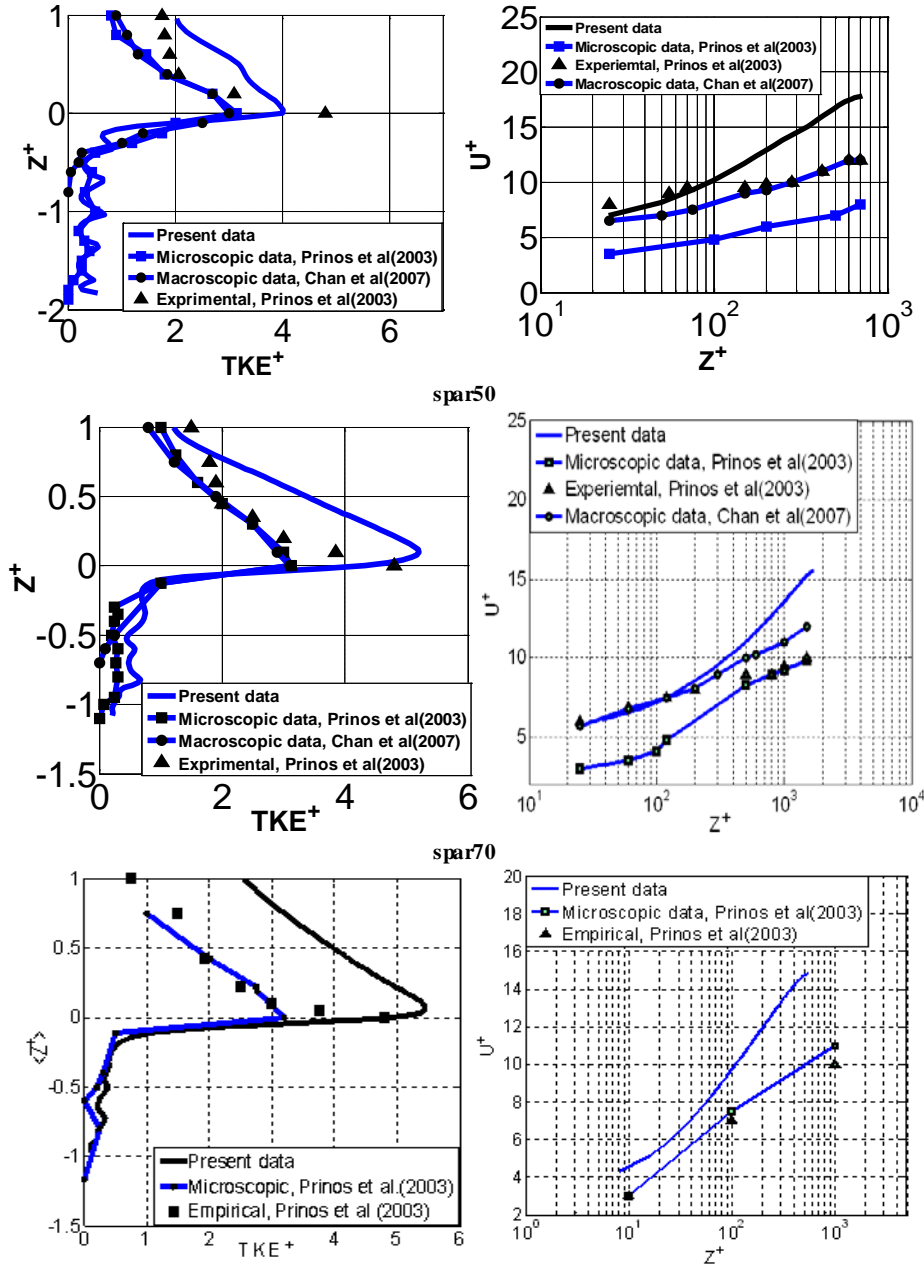 1
0
-1
-2
0
2
4
6
Z+
TKE+
Present data
Microscopic data, Prinos et al(2003)
Macroscopic data, Chan et al(2007)
Exprimental, Prinos et al(2003)
25
20
15
10
5
0
10^1
10^2
10^3
U+
Z+
Present data
Microscopic data, Prinos et al(2003)
Experiemtal, Prinos et al(2003)
Macroscopic data, Chan et al(2007)
spar50
1
0.5
0
-0.5
-1
-1.5
0
2
4
6
Z+
TKE+
Present data
Microscopic data, Prinos et al(2003)
Macroscopic data, Chan et al(2007)
Exprimental, Prinos et al(2003)
25
20
15
10
5
10^1
10^2
10^3
10^4
U+
Z+
Present data
Microscopic data, Prinos et al(2003)
Experiemtal, Prinos et al(2003)
Macroscopic data, Chan et al(2007)
spar70
1
0.5
0
-0.5
-1
-1.5
0
1
2
3
4
5
6
<Z+>
TKE+
Present data
Microscopic, Prinos et al.(2003)
Empirical, Prinos et al (2003)
20
18
16
14
12
10
8
6
4
2
10^0
10^1
10^2
10^3
U+
Z+
Present data
Microscopic data, Prinos et al(2003)
Empirical, Prinos et al(2003)